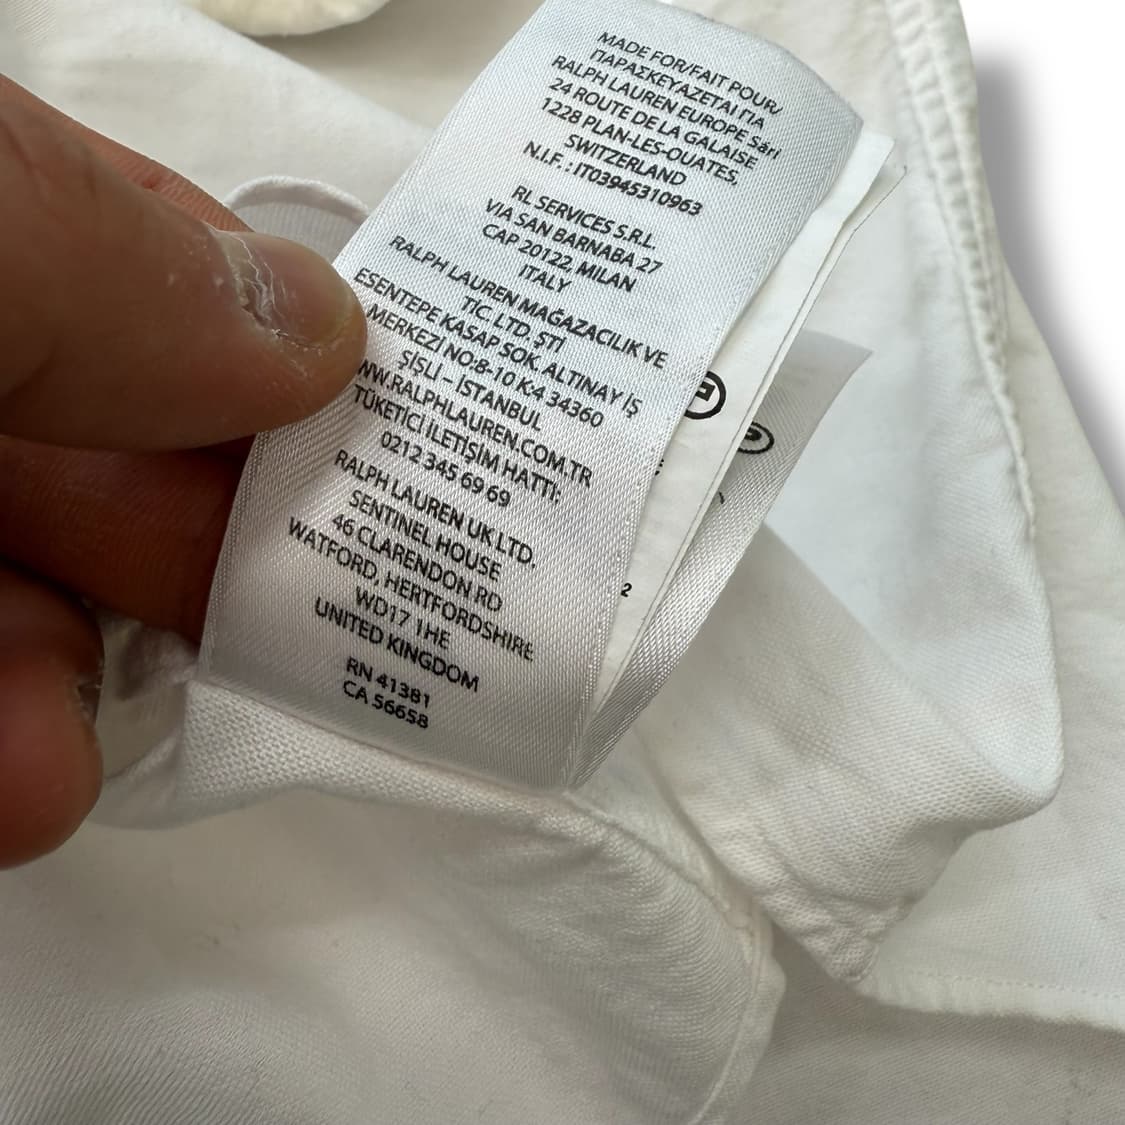 MADE FOR/FAIT POUR/
ΠΑΡΑΣΚΕΥΑΖΕΤΑΙ ΓΙΑ
RALPH LAUREN EUROPE Sàrl
24 ROUTE DE LA GALAISE
1228 PLAN-LES-OUATES,
SWITZERLAND
N.I.F. : IT03945310963
RL SERVICES S.R.L.
VIA SAN BARNABA 27
CAP 20122, MILAN
ITALY
RALPH LAUREN MAGAZACILIK VE
TİC. LTD. ŞTİ
ESENTEPE KASAP SOK. ALTINAY İŞ
MERKEZİ NO:8-10 K:4 34360
ŞİŞLİ – İSTANBUL
WW.RALPHLAUREN.COM.TR
TÜKETİCİ İLETİŞİM HATTI:
0212 345 69 69
RALPH LAUREN UK LTD,
SENTINEL HOUSE
46 CLARENDON RD
WATFORD, HERTFORDSHIRE
WD17 1HE
UNITED KINGDOM
RN 41381
CA 56658
2